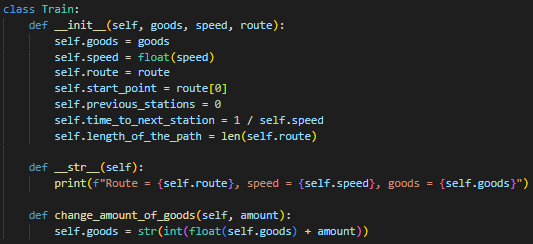 class Train:
    def __init__(self, goods, speed, route):
        self.goods = goods
        self.speed = float(speed)
        self.route = route
        self.start_point = route[0]
        self.previous_stations = 0
        self.time_to_next_station = 1 / self.speed
        self.length_of_the_path = len(self.route)

    def __str__(self):
        print(f"Route = {self.route}, speed = {self.speed}, goods = {self.goods}")

    def change_amount_of_goods(self, amount):
        self.goods = str(int(float(self.goods) + amount))